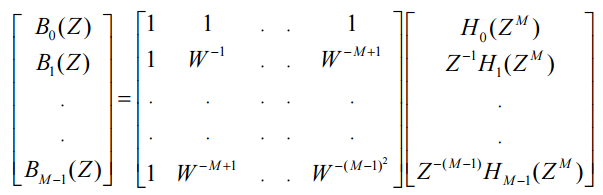 B_0(Z) 1 1 . . 1 H_0(Z^M)
B_1(Z) 1 W^{-1} . . W^{-M+1} Z^{-1}H_1(Z^M)
. = . . . . . .
. . . . . . .
B_{M-1}(Z) 1 W^{-M+1} . . W^{-(M-1)^2} Z^{-(M-1)}H_{M-1}(Z^M)